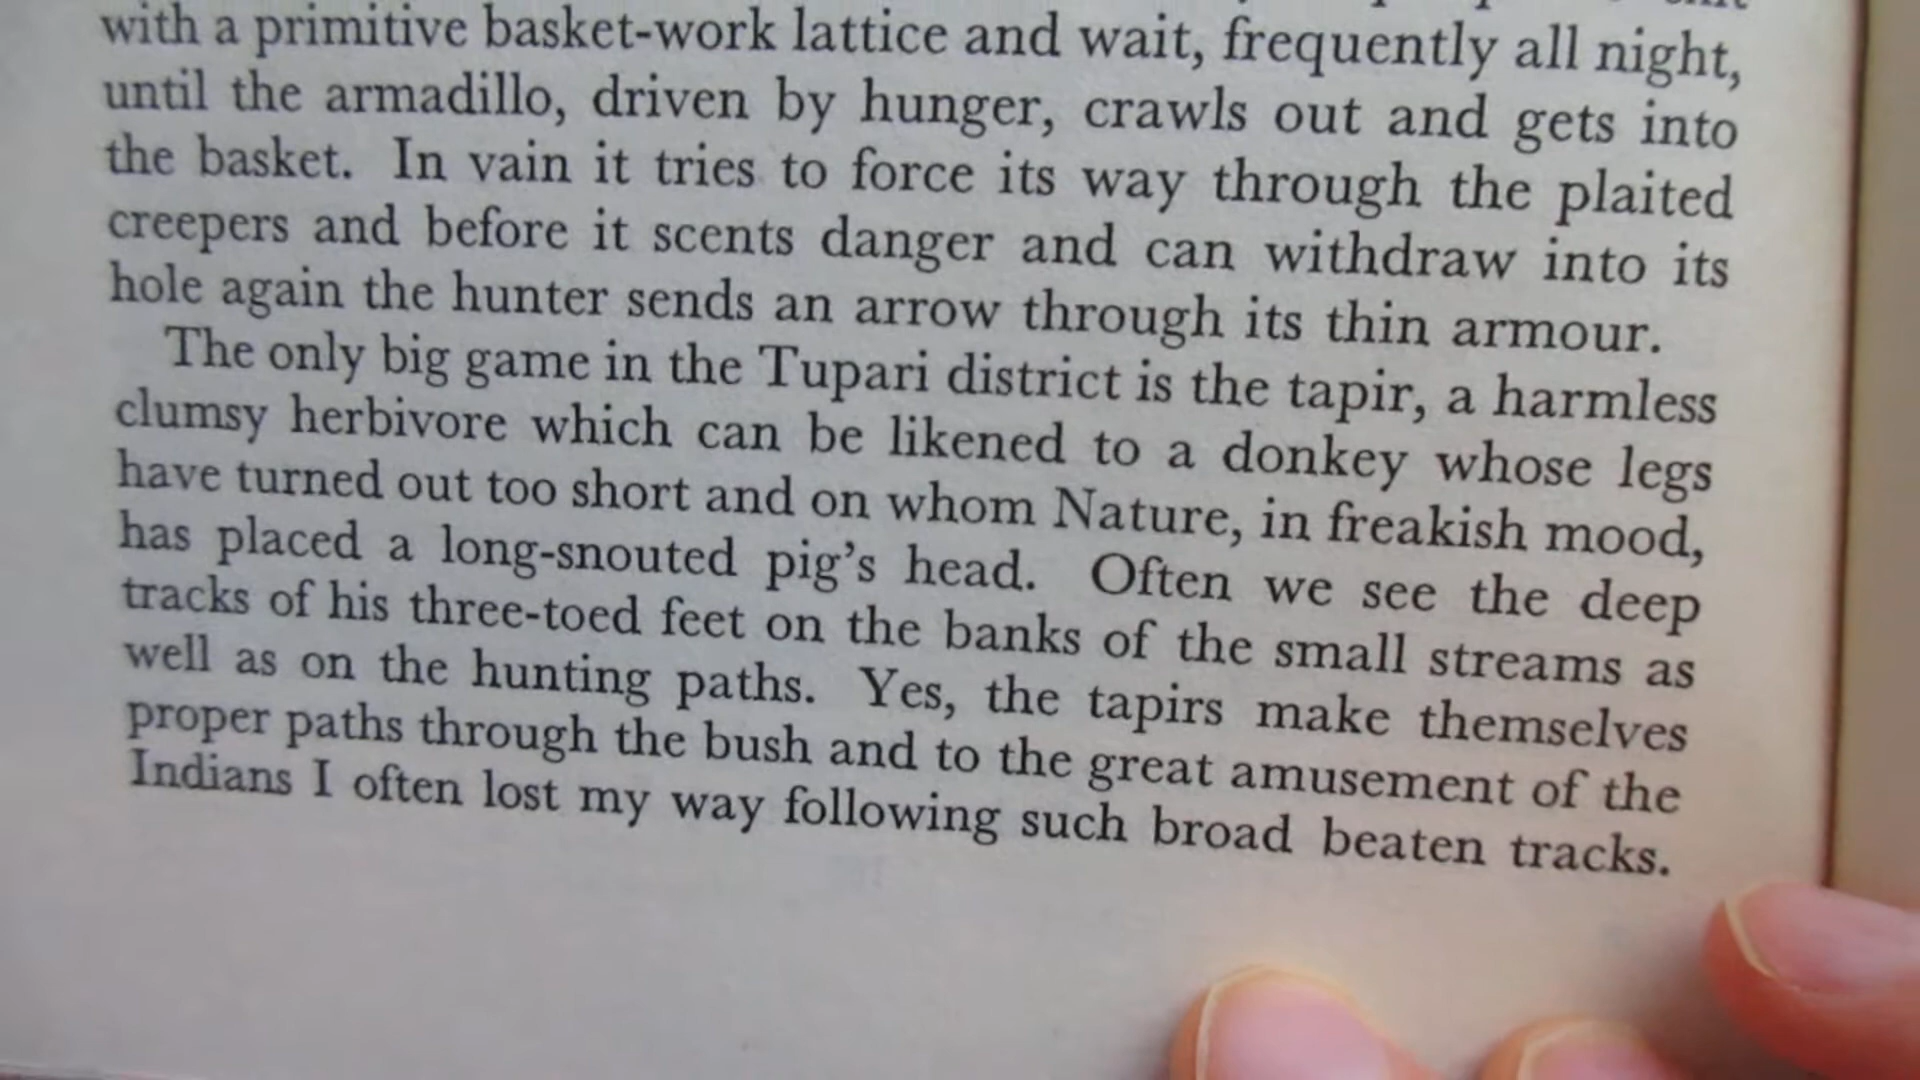 with a primitive basket-work lattice and wait, frequently all night,
until the armadillo, driven by hunger, crawls out and gets into
the basket. In vain it tries to force its way through the plaited
creepers and before it scents danger and can withdraw into its
hole again the hunter sends an arrow through its thin armour.
The only big game in the Tupari district is the tapir, a harmless
clumsy herbivore which can be likened to a donkey whose legs
have turned out too short and on whom Nature, in freakish mood,
has placed a long-snouted pig's head. Often we see the deep
tracks of his three-toed feet on the banks of the small streams as
well as on the hunting paths. Yes, the tapirs make themselves
proper paths through the bush and to the great amusement of the
Indians I often lost my way following such broad beaten tracks.